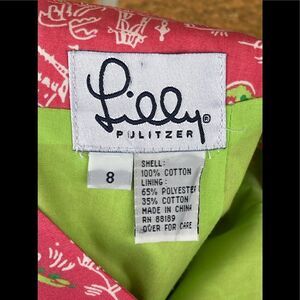 Lilly®
PULITZER
8
SHELL:
100% COTTON
LINING:
65% POLYESTER
35% COTTON
MADE IN CHINA
RN 88189
OVER FOR CARE